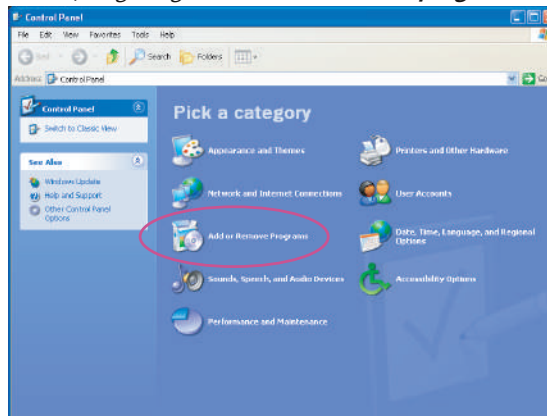 Control Panel
File Edit View Favorites Tools Help
Search Folders
Address Control Panel
Control Panel
Switch to Classic View
See Also
Windows Update
Help and Support
Other Control Panel
Options
Pick a category
Appearance and Themes
Printers and Other Hardware
Network and Internet Connections
User Accounts
Add or Remove Programs
Date, Time, Language, and Regional
Options
Sounds, Speech, and Audio Devices
Accessibility Options
Performance and Maintenance